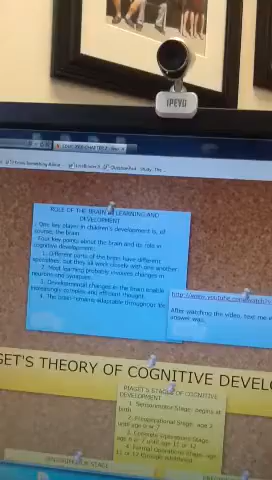 IPEVO
ROLE OF THE BRAIN IN LEARNING AND
DEVELOPMENT
One key player in children's development is, of
course, the brain.
Four key points about the brain and its role in
cognitive development:
1. Different parts of the brain have different
specialties, but they all work closely with one another.
2. Most learning probably involves changes in
neurons and synapses.
3. Developmental changes in the brain enable
increasingly complex and efficient thought.
4. The brain remains adaptable throughout life
After watching the video, text me
answer was.
GET'S THEORY OF COGNITIVE DEVEL
PIAGET'S STAGES OF COGNITIVE
DEVELOPMENT
1. Sensorimotor Stage: begins at
birth
2. Preoperational Stage: age 2
until age 6 or 7
3. Concrete Operations Stage:
age 6 or 7 until age 11 or 12
4. Formal Operations Stage: age
11 or 12 through adulthood